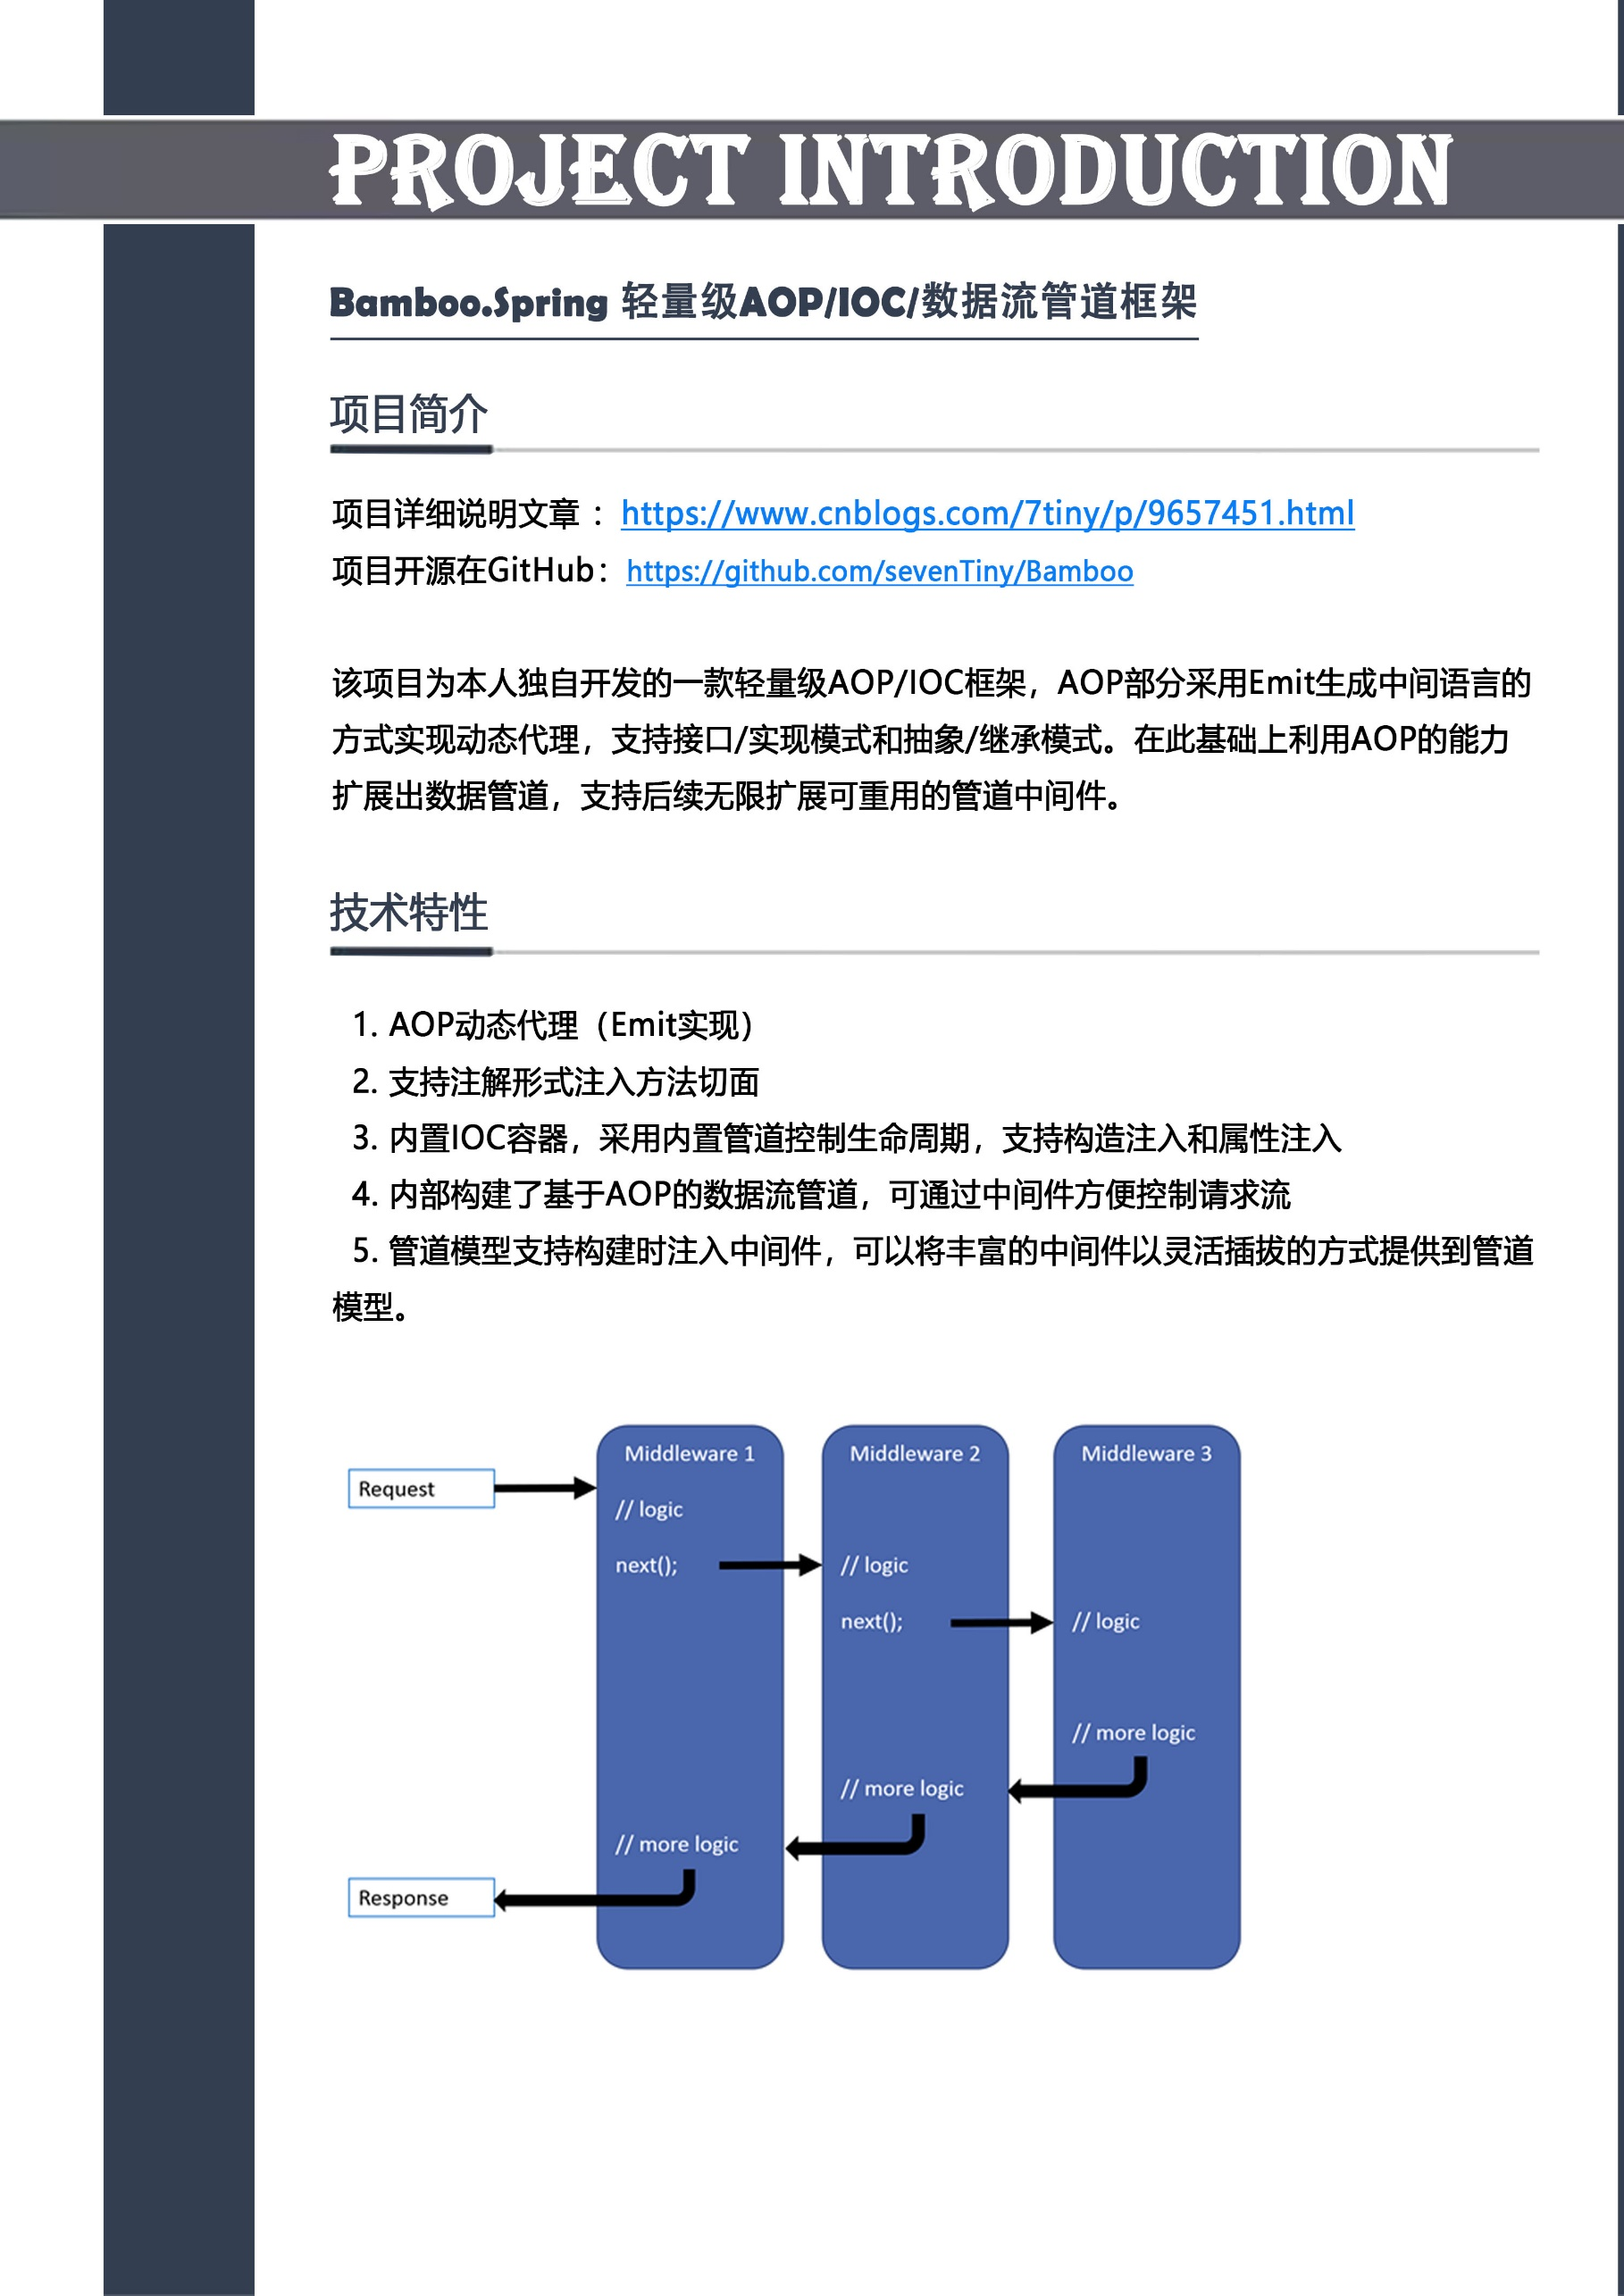 PROJECT INTRODUCTION
Bamboo.Spring 轻量级AOP/IOC/数据流管道框架
项目简介
项目详细说明文章 ：https://www.cnblogs.com/7tiny/p/9657451.html
项目开源在GitHub：https://github.com/sevenTiny/Bamboo
该项目为本人独自开发的一款轻量级AOP/IOC框架，AOP部分采用Emit生成中间语言的
方式实现动态代理，支持接口/实现模式和抽象/继承模式。在此基础上利用AOP的能力
扩展出数据管道，支持后续无限扩展可重用的管道中间件。
技术特性
1. AOP动态代理（Emit实现）
2. 支持注解形式注入方法切面
3. 内置IOC容器，采用内置管道控制生命周期，支持构造注入和属性注入
4. 内部构建了基于AOP的数据流管道，可通过中间件方便控制请求流
5. 管道模型支持构建时注入中间件，可以将丰富的中间件以灵活插拔的方式提供到管道
模型。
Middleware 1 Middleware 2 Middleware 3
Request
// logic
next(); // logic
next(); // logic
// more logic
// more logic
// more logic
Response